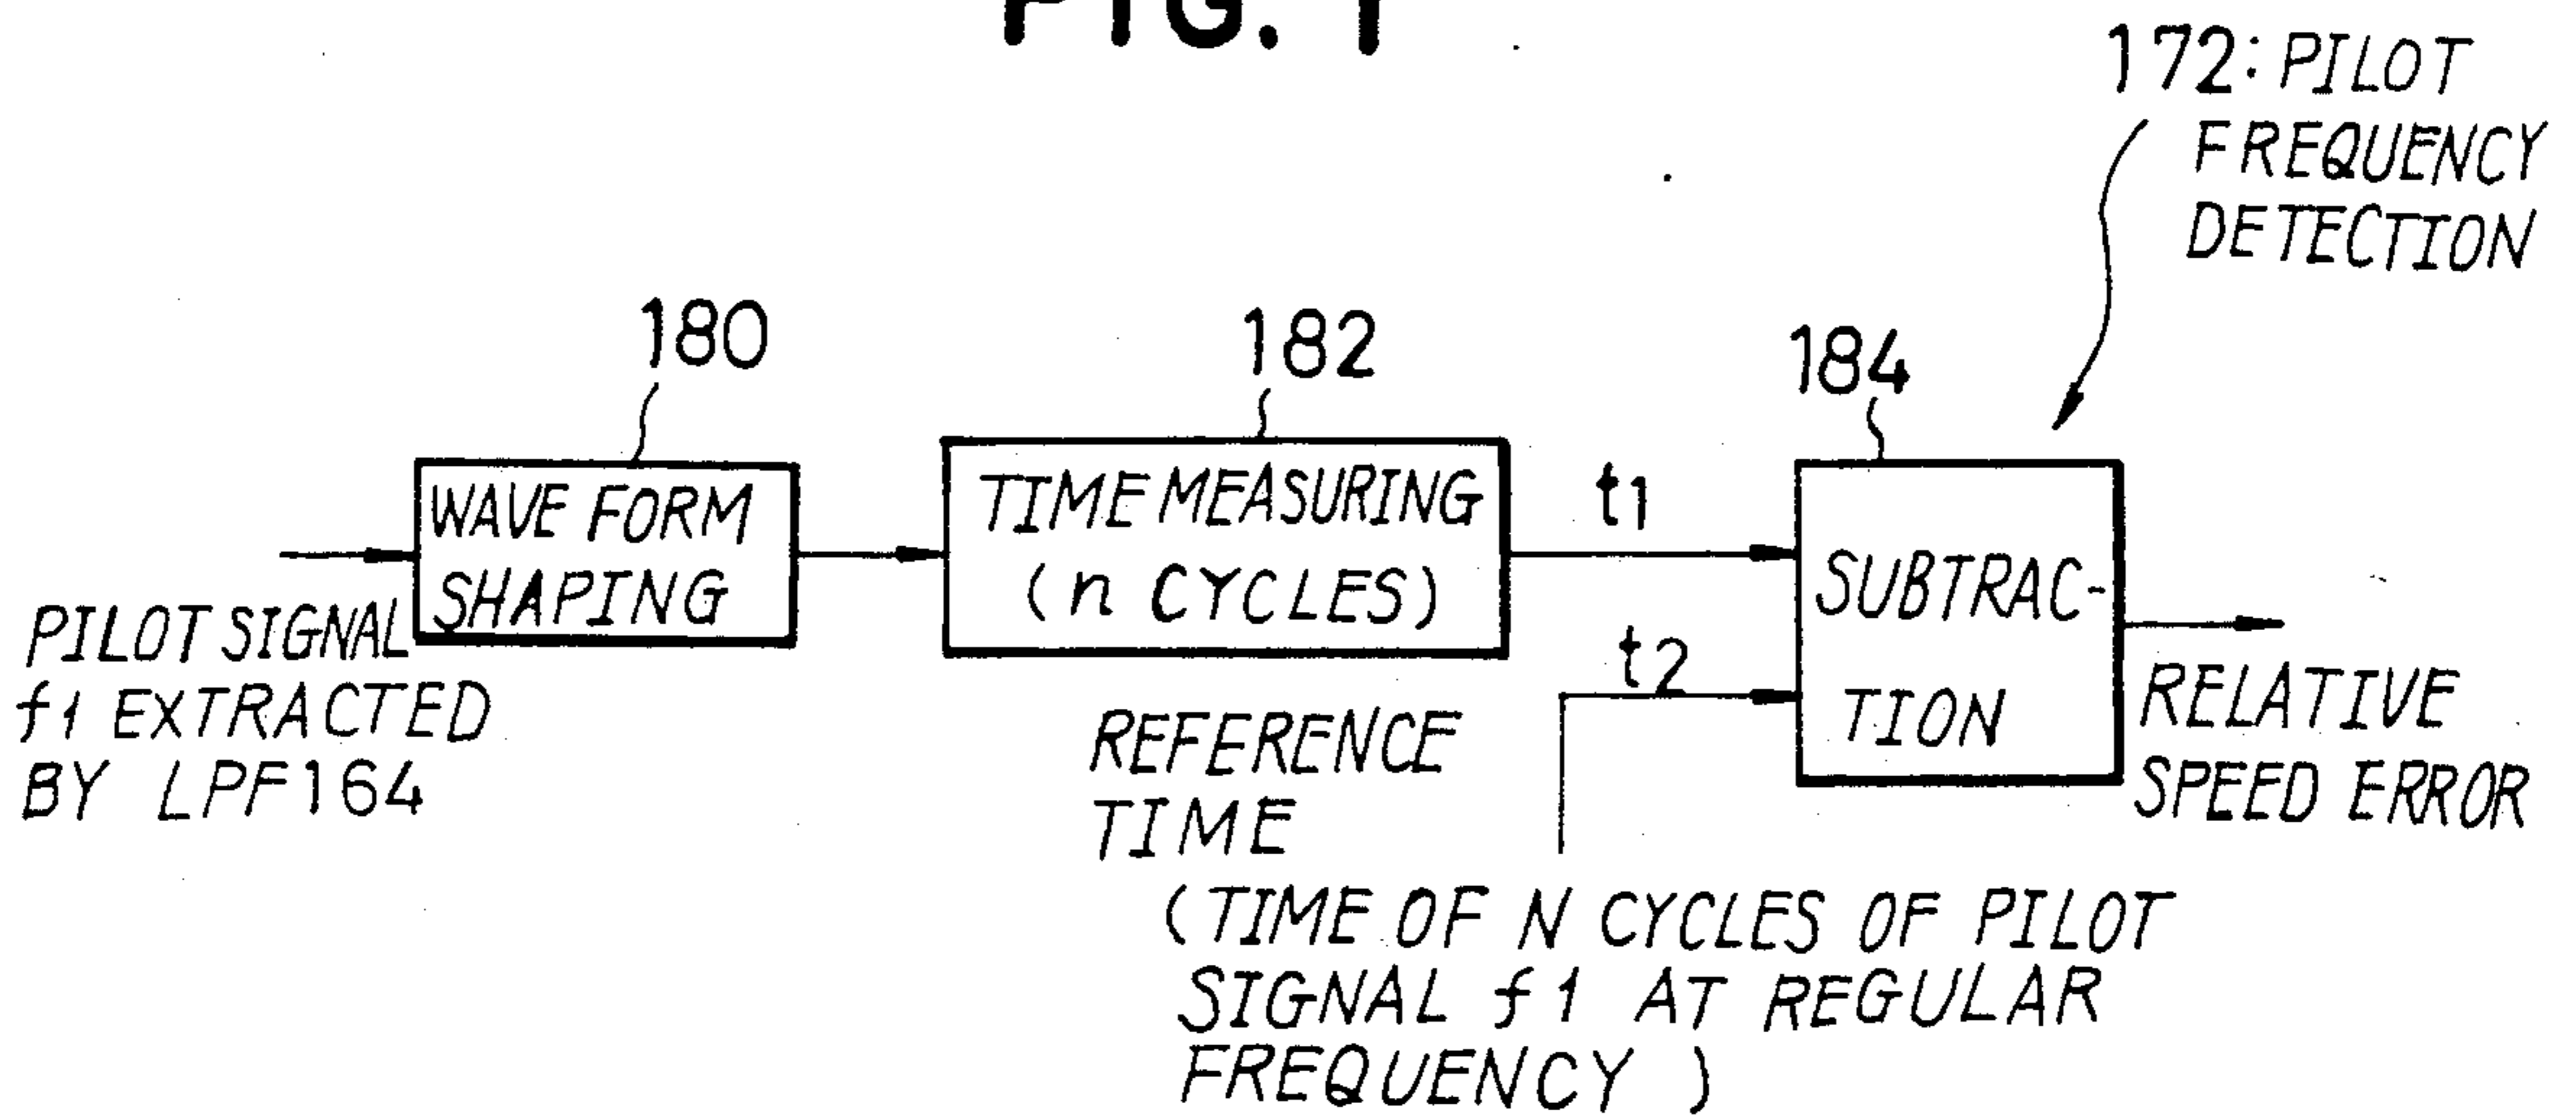 FIG. 1
172: PILOT
FREQUENCY
DETECTION
180
182
184
WAVE FORM
SHAPING
TIME MEASURING
(n CYCLES)
t1
t2
SUBTRAC-
TION
PILOT SIGNAL
f1 EXTRACTED
BY LPF164
REFERENCE
TIME
(TIME OF N CYCLES OF PILOT
SIGNAL f1 AT REGULAR
FREQUENCY )
RELATIVE
SPEED ERROR